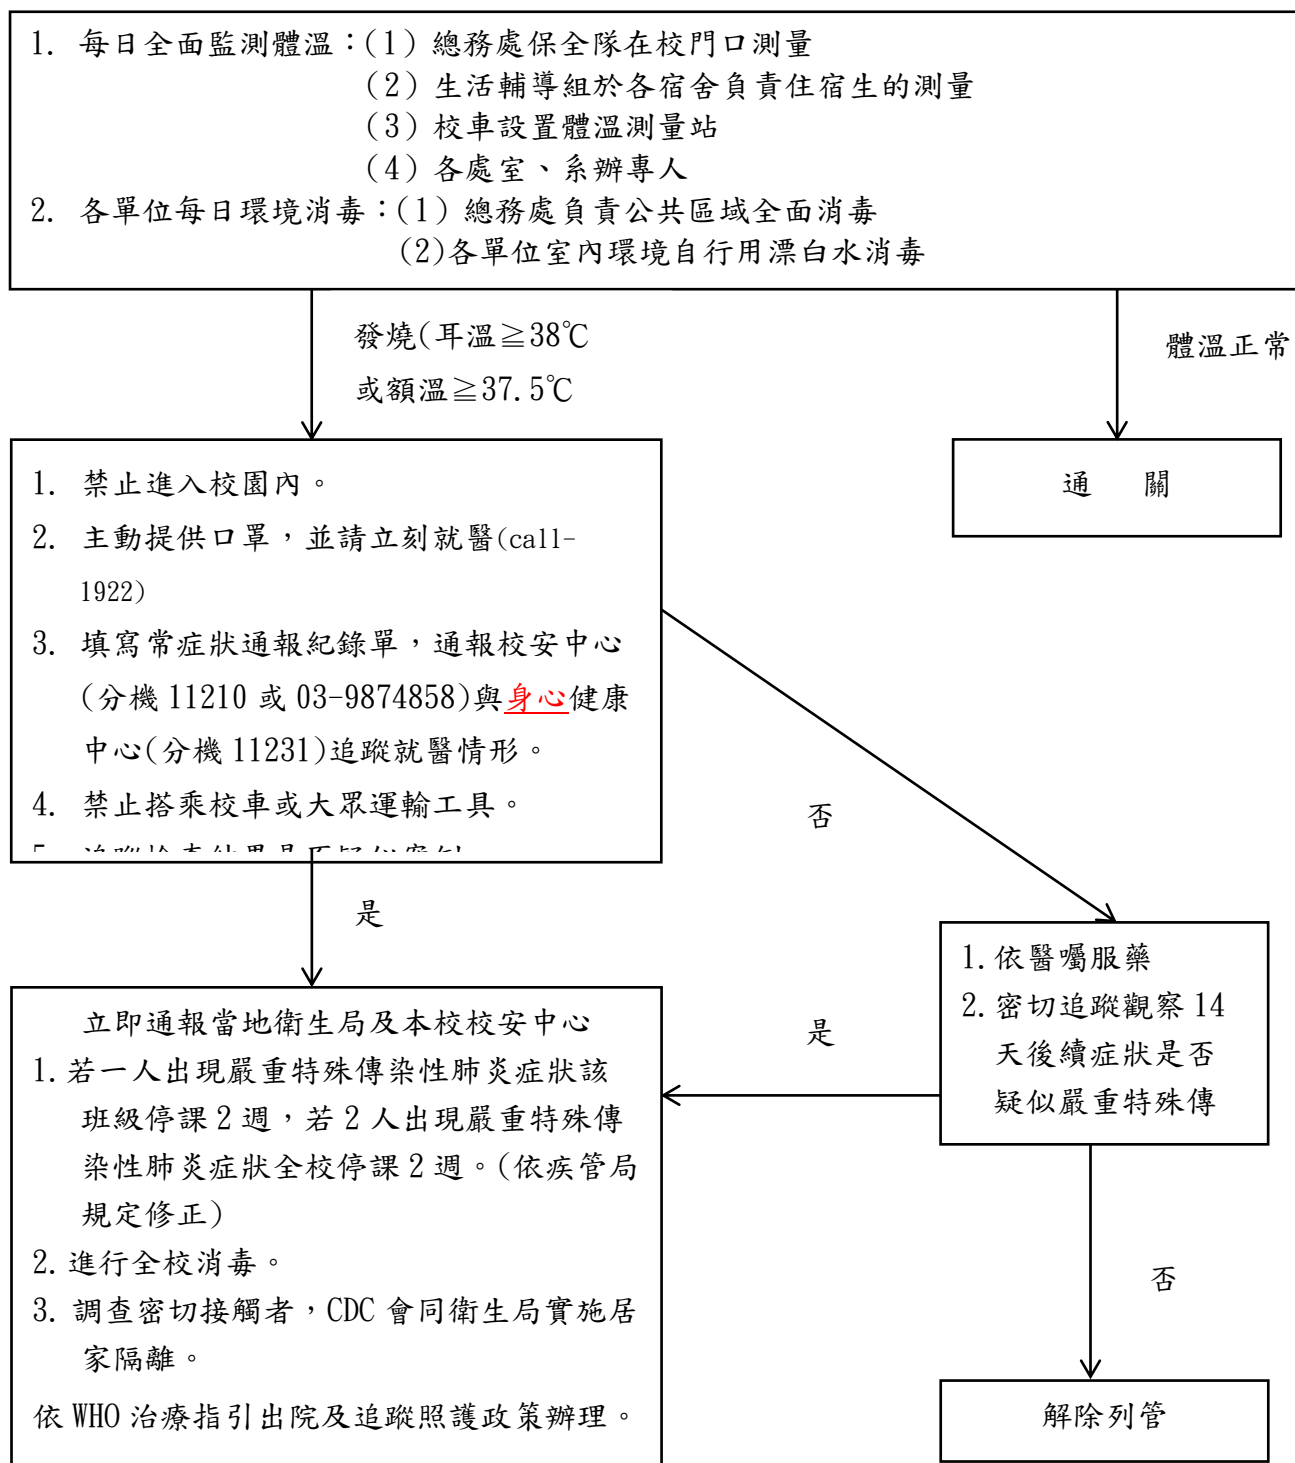 1. 每日全面監測體溫：(1) 總務處保全隊在校門口測量
(2) 生活輔導組於各宿舍負責住宿生的測量
(3) 校車設置體溫測量站
(4) 各處室、系辦專人
2. 各單位每日環境消毒：(1) 總務處負責公共區域全面消毒
(2)各單位室內環境自行用漂白水消毒
發燒(耳溫≧38℃
或額溫≧37.5℃
體溫正常
1. 禁止進入校園內。
2. 主動提供口罩，並請立刻就醫(call-
1922)
3. 填寫常症狀通報紀錄單，通報校安中心
(分機 11210 或 03-9874858)與身心健康
中心(分機 11231)追蹤就醫情形。
4. 禁止搭乘校車或大眾運輸工具。
通 關
否
是
1. 依醫囑服藥
2. 密切追蹤觀察 14
天後續症狀是否
疑似嚴重特殊傳
是
立即通報當地衛生局及本校校安中心
1. 若一人出現嚴重特殊傳染性肺炎症狀該
班級停課 2 週，若 2 人出現嚴重特殊傳
染性肺炎症狀全校停課 2 週。(依疾管局
規定修正)
2. 進行全校消毒。
3. 調查密切接觸者，CDC 會同衛生局實施居
家隔離。
依 WHO 治療指引出院及追蹤照護政策辦理。
否
解除列管